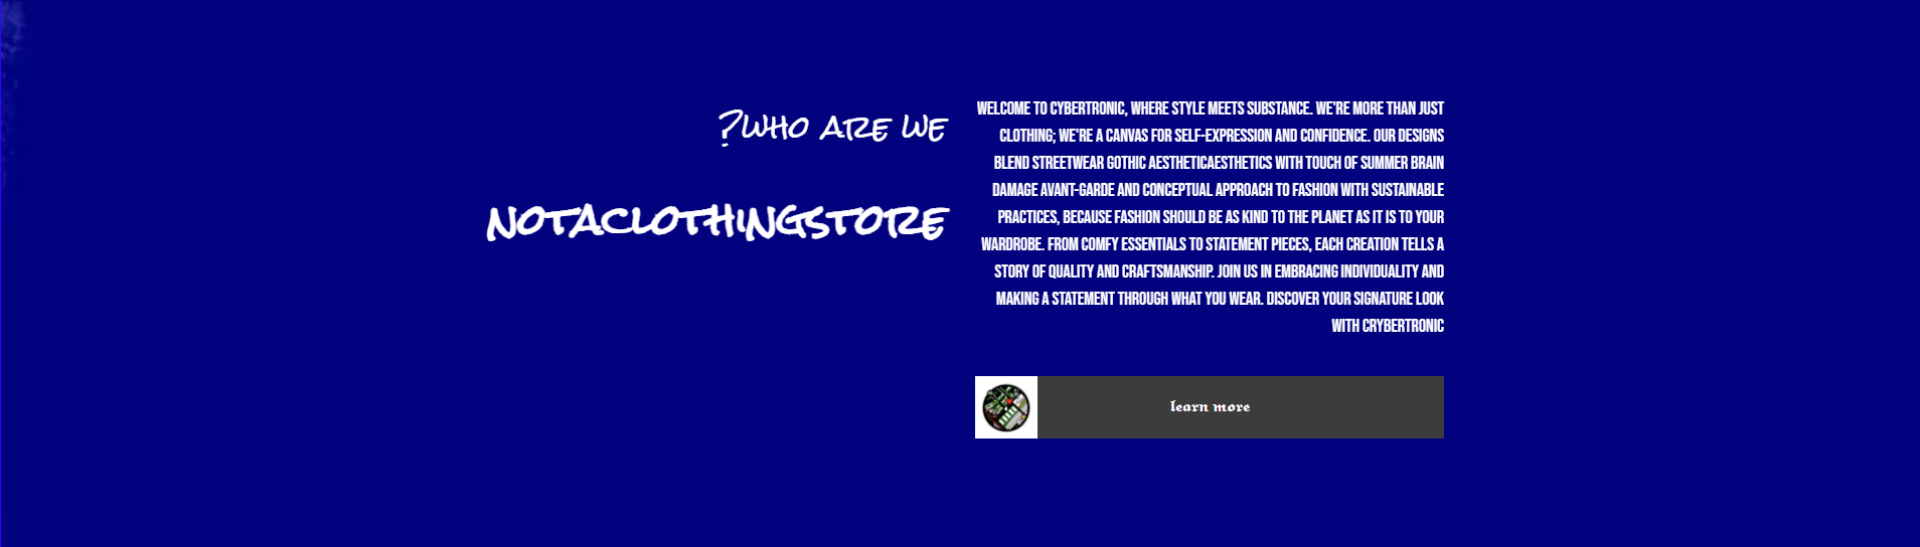 ?WHO ARE WE
NOTACLOTHINGSTORE
WELCOME TO CYBERTRONIC, WHERE STYLE MEETS SUBSTANCE. WE'RE MORE THAN JUST
CLOTHING; WE'RE A CANVAS FOR SELF-EXPRESSION AND CONFIDENCE. OUR DESIGNS
BLEND STREETWEAR GOTHIC AESTHETICAESTHETICS WITH TOUCH OF SUMMER BRAIN
DAMAGE AVANT-GARDE AND CONCEPTUAL APPROACH TO FASHION WITH SUSTAINABLE
PRACTICES, BECAUSE FASHION SHOULD BE AS KIND TO THE PLANET AS IT IS TO YOUR
WARDROBE. FROM COMFY ESSENTIALS TO STATEMENT PIECES, EACH CREATION TELLS A
STORY OF QUALITY AND CRAFTSMANSHIP. JOIN US IN EMBRACING INDIVIDUALITY AND
MAKING A STATEMENT THROUGH WHAT YOU WEAR. DISCOVER YOUR SIGNATURE LOOK
WITH CRYBERTRONIC
learn more